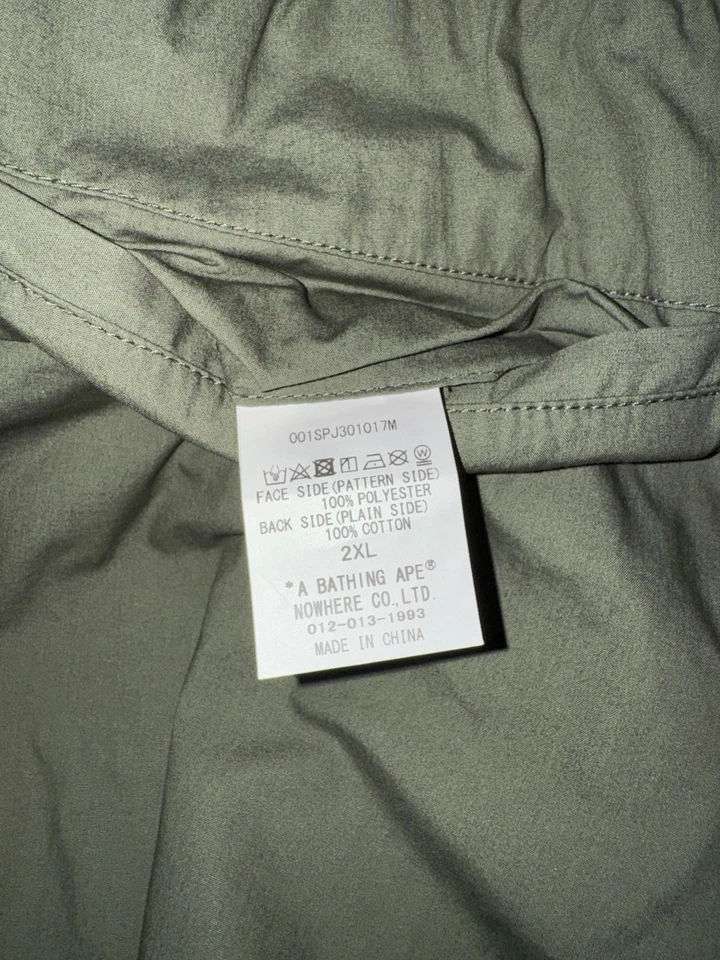 001SPJ301017M
FACE SIDE(PATTERN SIDE)
100% POLYESTER
BACK SIDE(PLAIN SIDE)
100% COTTON
2XL
*A BATHING APE®
NOWHERE CO.,LTD.
012-013-1993
MADE IN CHINA